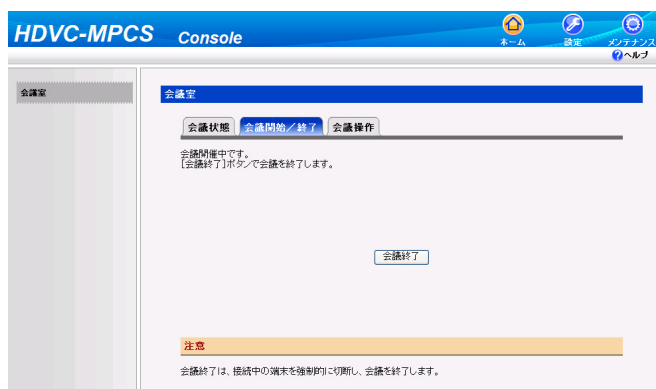 HDVC-MPCS Console
ホーム 設定 メンテナンス
ヘルプ
会議室
会議室
会議状態 会議開始／終了 会議操作
会議開催中です。
[会議終了]ボタンで会議を終了します。
会議終了
注意
会議終了は、接続中の端末を強制的に切断し、会議を終了します。